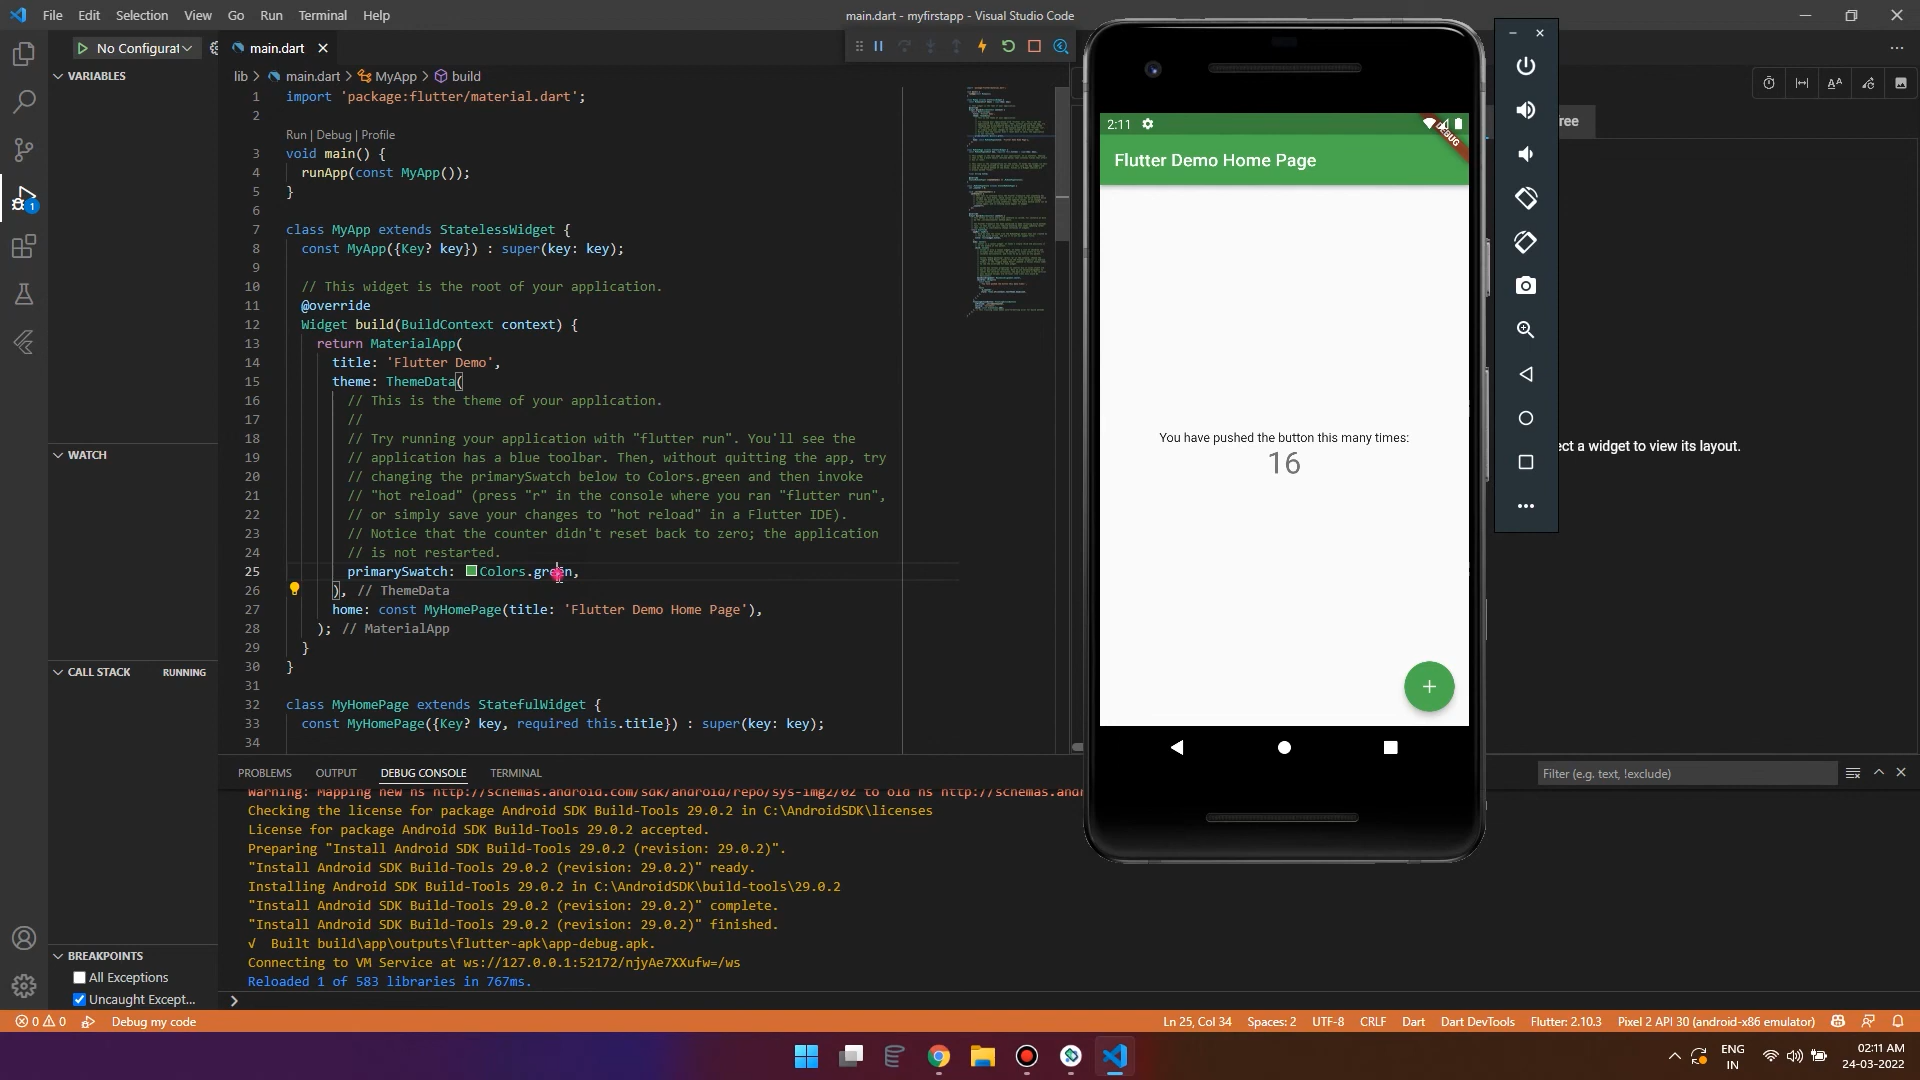 File Edit Selection View Go Run Terminal Help
main.dart - myfirstapp - Visual Studio Code
No Configurat
main.dart
VARIABLES
lib > main.dart > MyApp > build
1 import 'package:flutter/material.dart';
2
Run | Debug | Profile
3 void main() {
4 runApp(const MyApp());
5 }
6
7 class MyApp extends StatelessWidget {
8 const MyApp({Key? key}) : super(key: key);
9
10 // This widget is the root of your application.
11 @override
12 Widget build(BuildContext context) {
13 return MaterialApp(
14 title: 'Flutter Demo',
15 theme: ThemeData(
16 // This is the theme of your application.
17 //
18 // Try running your application with "flutter run". You'll see the
19 // application has a blue toolbar. Then, without quitting the app, try
20 // changing the primarySwatch below to Colors.green and then invoke
21 // "hot reload" (press "r" in the console where you ran "flutter run",
22 // or simply save your changes to "hot reload" in a Flutter IDE).
23 // Notice that the counter didn't reset back to zero; the application
24 // is not restarted.
25 primarySwatch: Colors.green,
26 ), // ThemeData
27 home: const MyHomePage(title: 'Flutter Demo Home Page'),
28 ); // MaterialApp
29 }
30 }
31
32 class MyHomePage extends StatefulWidget {
33 const MyHomePage({Key? key, required this.title}) : super(key: key);
34
WATCH
CALL STACK RUNNING
BREAKPOINTS
All Exceptions
Uncaught Except...
1
2:11
DEBUG
Flutter Demo Home Page
You have pushed the button this many times:
16
ree
ect a widget to view its layout.
PROBLEMS OUTPUT DEBUG CONSOLE TERMINAL
Filter (e.g. text, !exclude)
Warning: Mapping new ns http://schemas.android.com/sdk/android/repo/sys-img2/02 to old ns http://schemas.andr
Checking the license for package Android SDK Build-Tools 29.0.2 in C:\AndroidSDK\licenses
License for package Android SDK Build-Tools 29.0.2 accepted.
Preparing "Install Android SDK Build-Tools 29.0.2 (revision: 29.0.2)".
"Install Android SDK Build-Tools 29.0.2 (revision: 29.0.2)" ready.
Installing Android SDK Build-Tools 29.0.2 in C:\AndroidSDK\build-tools\29.0.2
"Install Android SDK Build-Tools 29.0.2 (revision: 29.0.2)" complete.
"Install Android SDK Build-Tools 29.0.2 (revision: 29.0.2)" finished.
√ Built build\app\outputs\flutter-apk\app-debug.apk.
Connecting to VM Service at ws://127.0.0.1:52172/njyAe7XXufw=/ws
Reloaded 1 of 583 libraries in 767ms.
0 0 Debug my code
Ln 25, Col 34 Spaces: 2 UTF-8 CRLF Dart Dart DevTools Flutter: 2.10.3 Pixel 2 API 30 (android-x86 emulator)
ENG IN
02:11 AM
24-03-2022